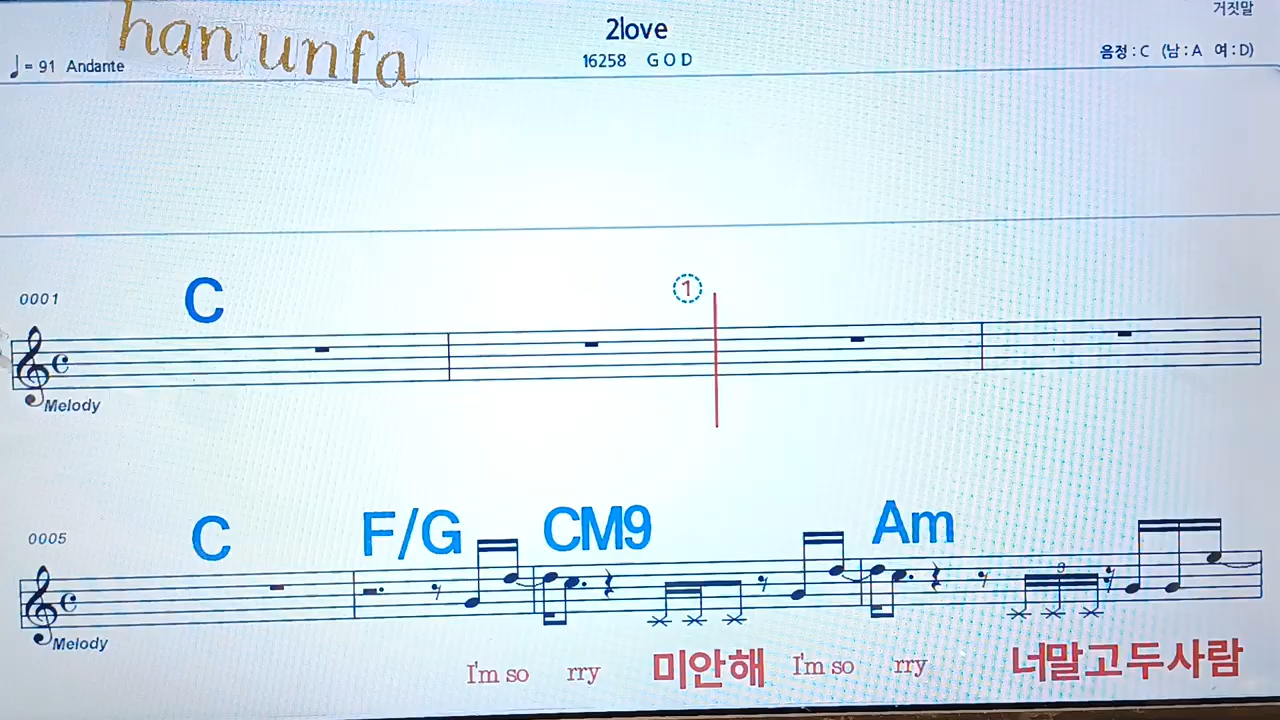 거짓말
han unfa
2love
♩= 91 Andante
16258 G O D
음정 : C (남 : A 여 : D)
1
0001 C
Melody
0005 C F/G CM9 Am
3
Melody
I'm so rry 미안해 I'm so rry 너말고두사람